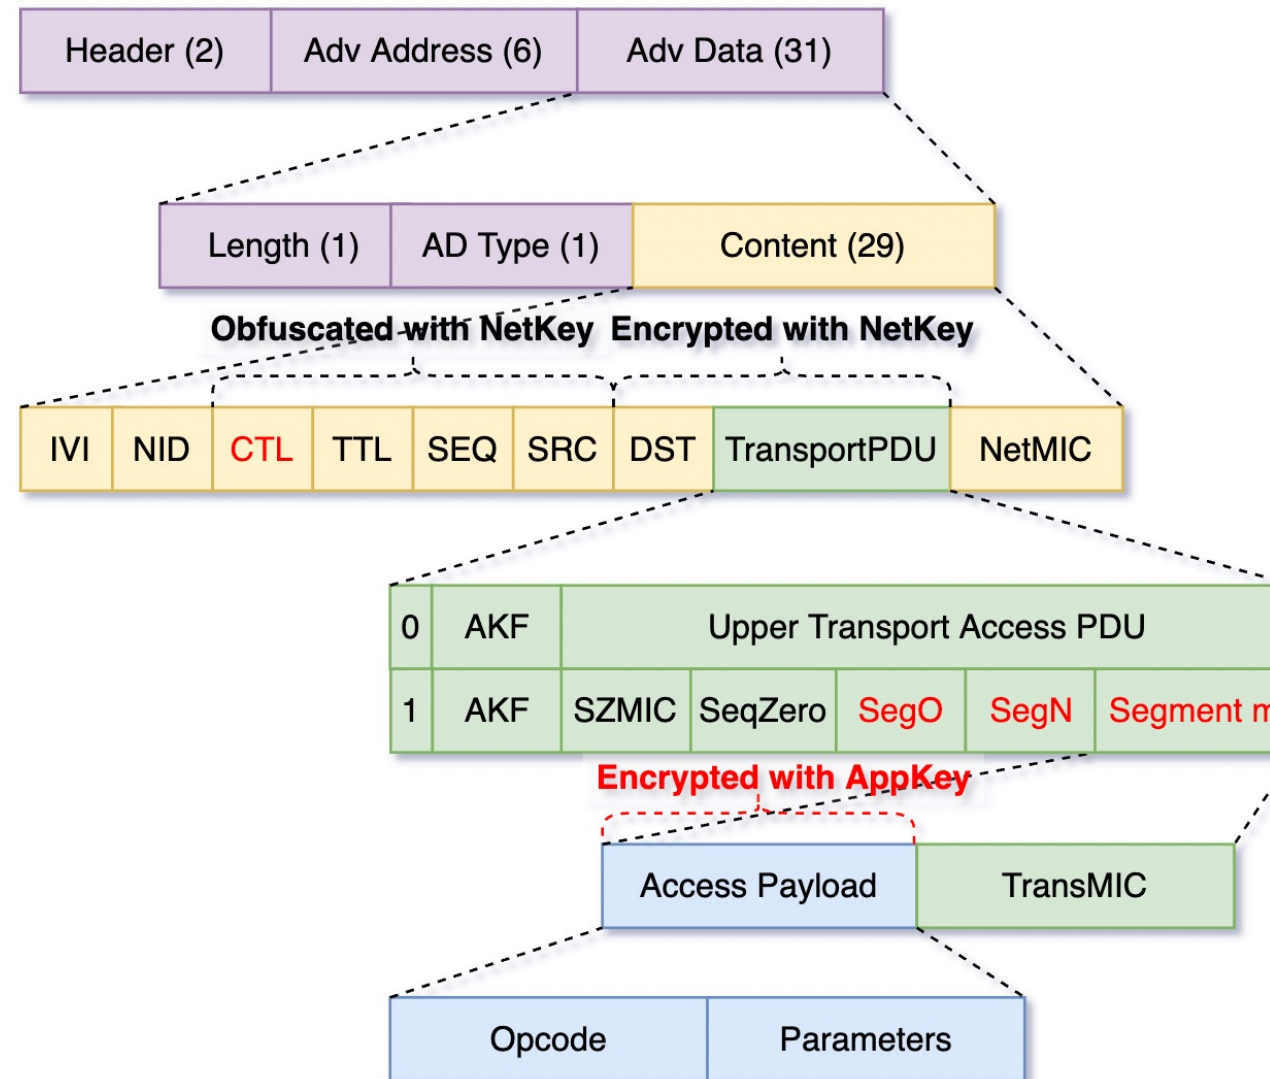 Header (2) Adv Address (6) Adv Data (31)
Length (1) AD Type (1) Content (29)
Obfuscated with NetKey Encrypted with NetKey
IVI NID CTL TTL SEQ SRC DST TransportPDU NetMIC
0 AKF Upper Transport Access PDU
1 AKF SZMIC SeqZero SegO SegN Segment
Encrypted with AppKey
Access Payload TransMIC
Opcode Parameters